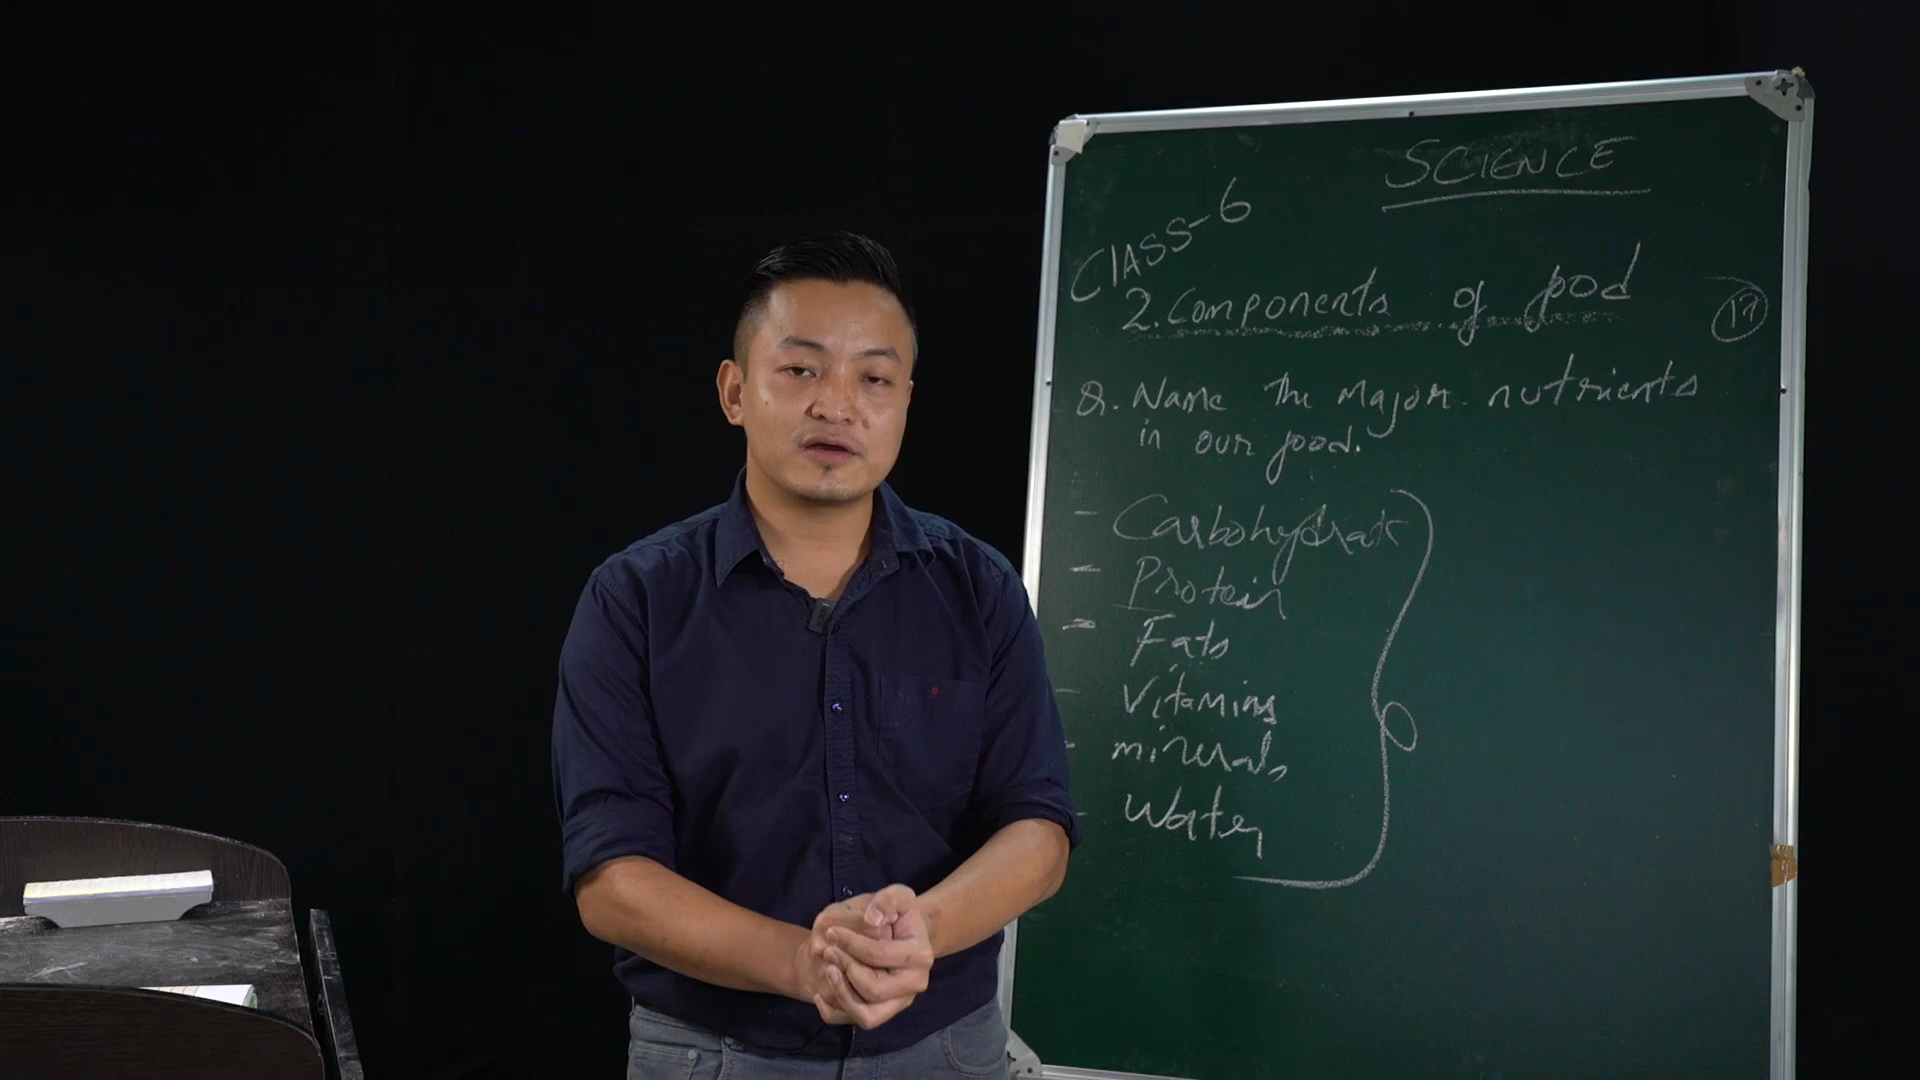 SCIENCE
CLASS-6
2. Components of food
17
Q. Name the major nutrients
in our food.
- Carbohydrate
- Protein
- Fats
- Vitamins
- minerals
- Water